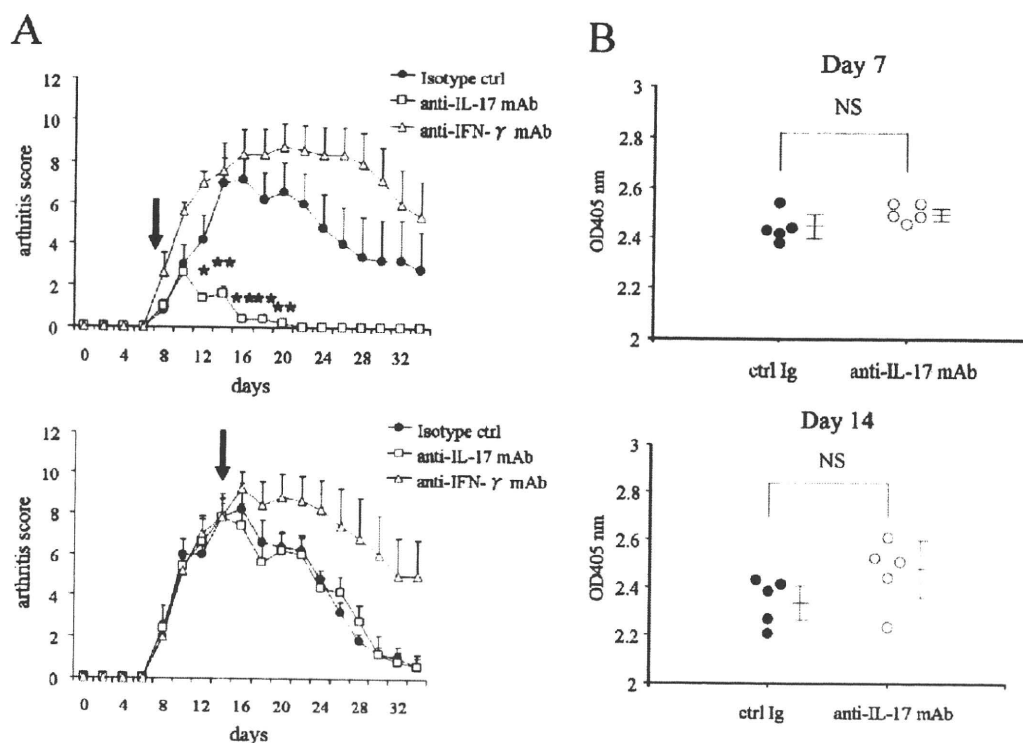 A
12
10
8
6
4
2
0
arthritis score
Isotype ctrl
anti-IL-17 mAb
anti-IFN-γ mAb
★ ★★
★★★★
★★
0 4 8 12 16 20 24 28 32
days
12
10
8
6
4
2
0
arthritis score
Isotype ctrl
anti-IL-17 mAb
anti-IFN-γ mAb
0 4 8 12 16 20 24 28 32
days
B
Day 7
NS
3
2.8
2.6
2.4
2.2
2
OD405 nm
ctrl Ig anti-IL-17 mAb
Day 14
NS
3
2.8
2.6
2.4
2.2
2
OD405 nm
ctrl Ig anti-IL-17 mAb